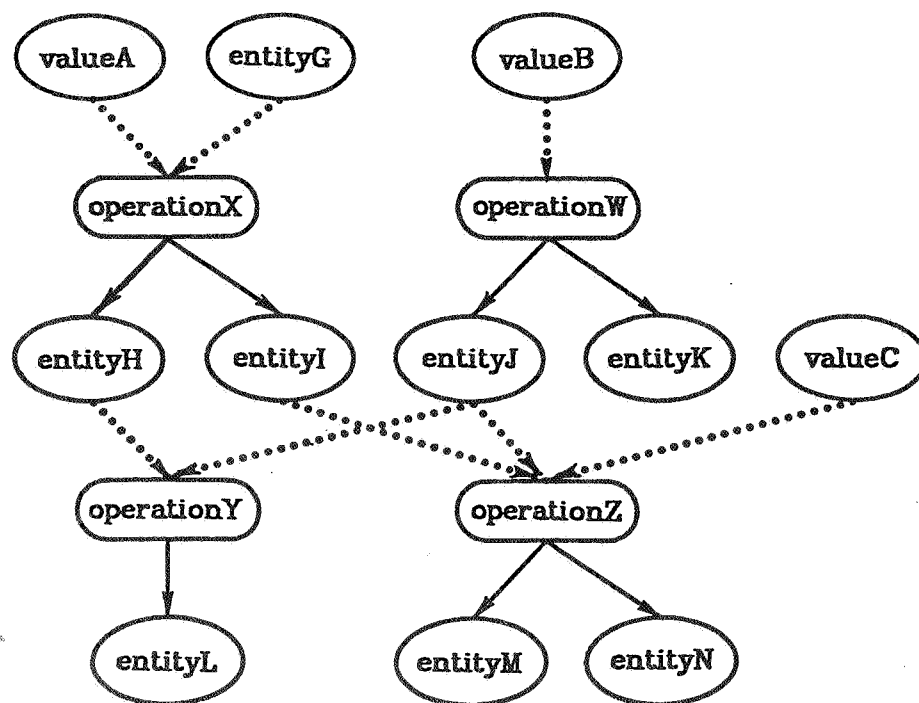 valueA entityG valueB
operationX operationW
entityH entityI entityJ entityK valueC
operationY operationZ
entityL entityM entityN